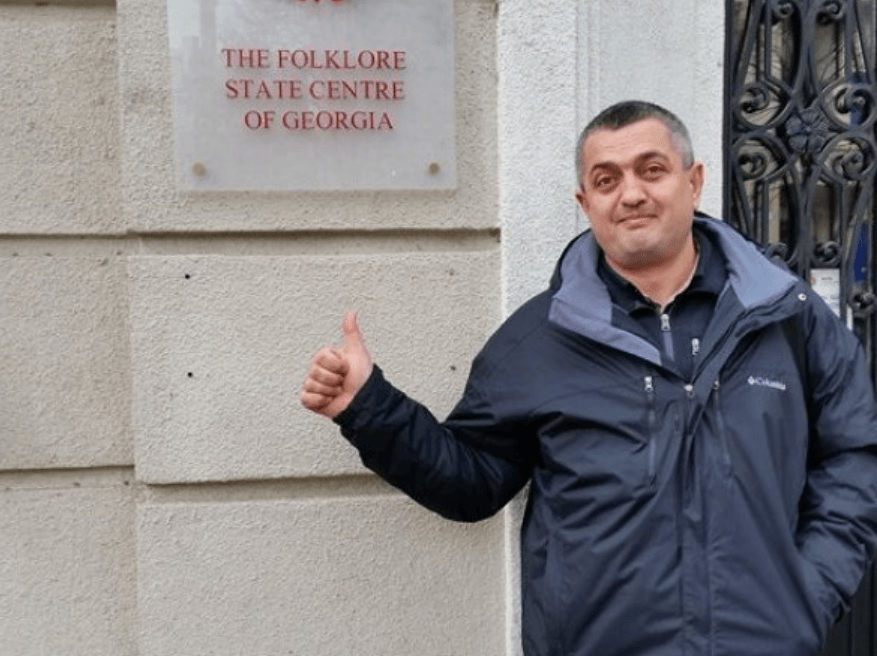 THE FOLKLORE
STATE CENTRE
OF GEORGIA
Columbia